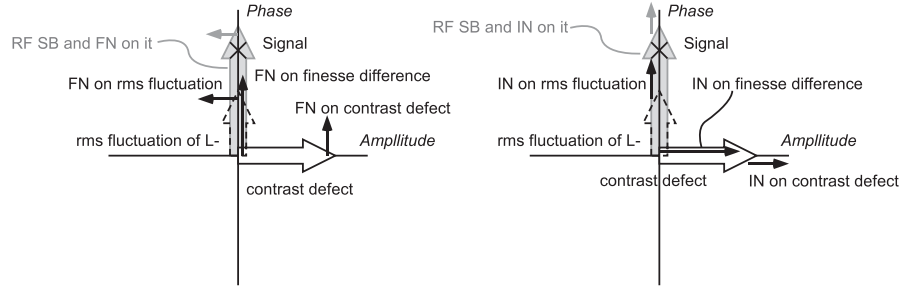 Phase
RF SB and FN on it
Signal
FN on rms fluctuation
FN on finesse difference
FN on contrast defect
rms fluctuation of L-
Ampllitude
contrast defect
Phase
RF SB and IN on it
Signal
IN on rms fluctuation
IN on finesse difference
rms fluctuation of L-
Ampllitude
contrast defect
IN on contrast defect